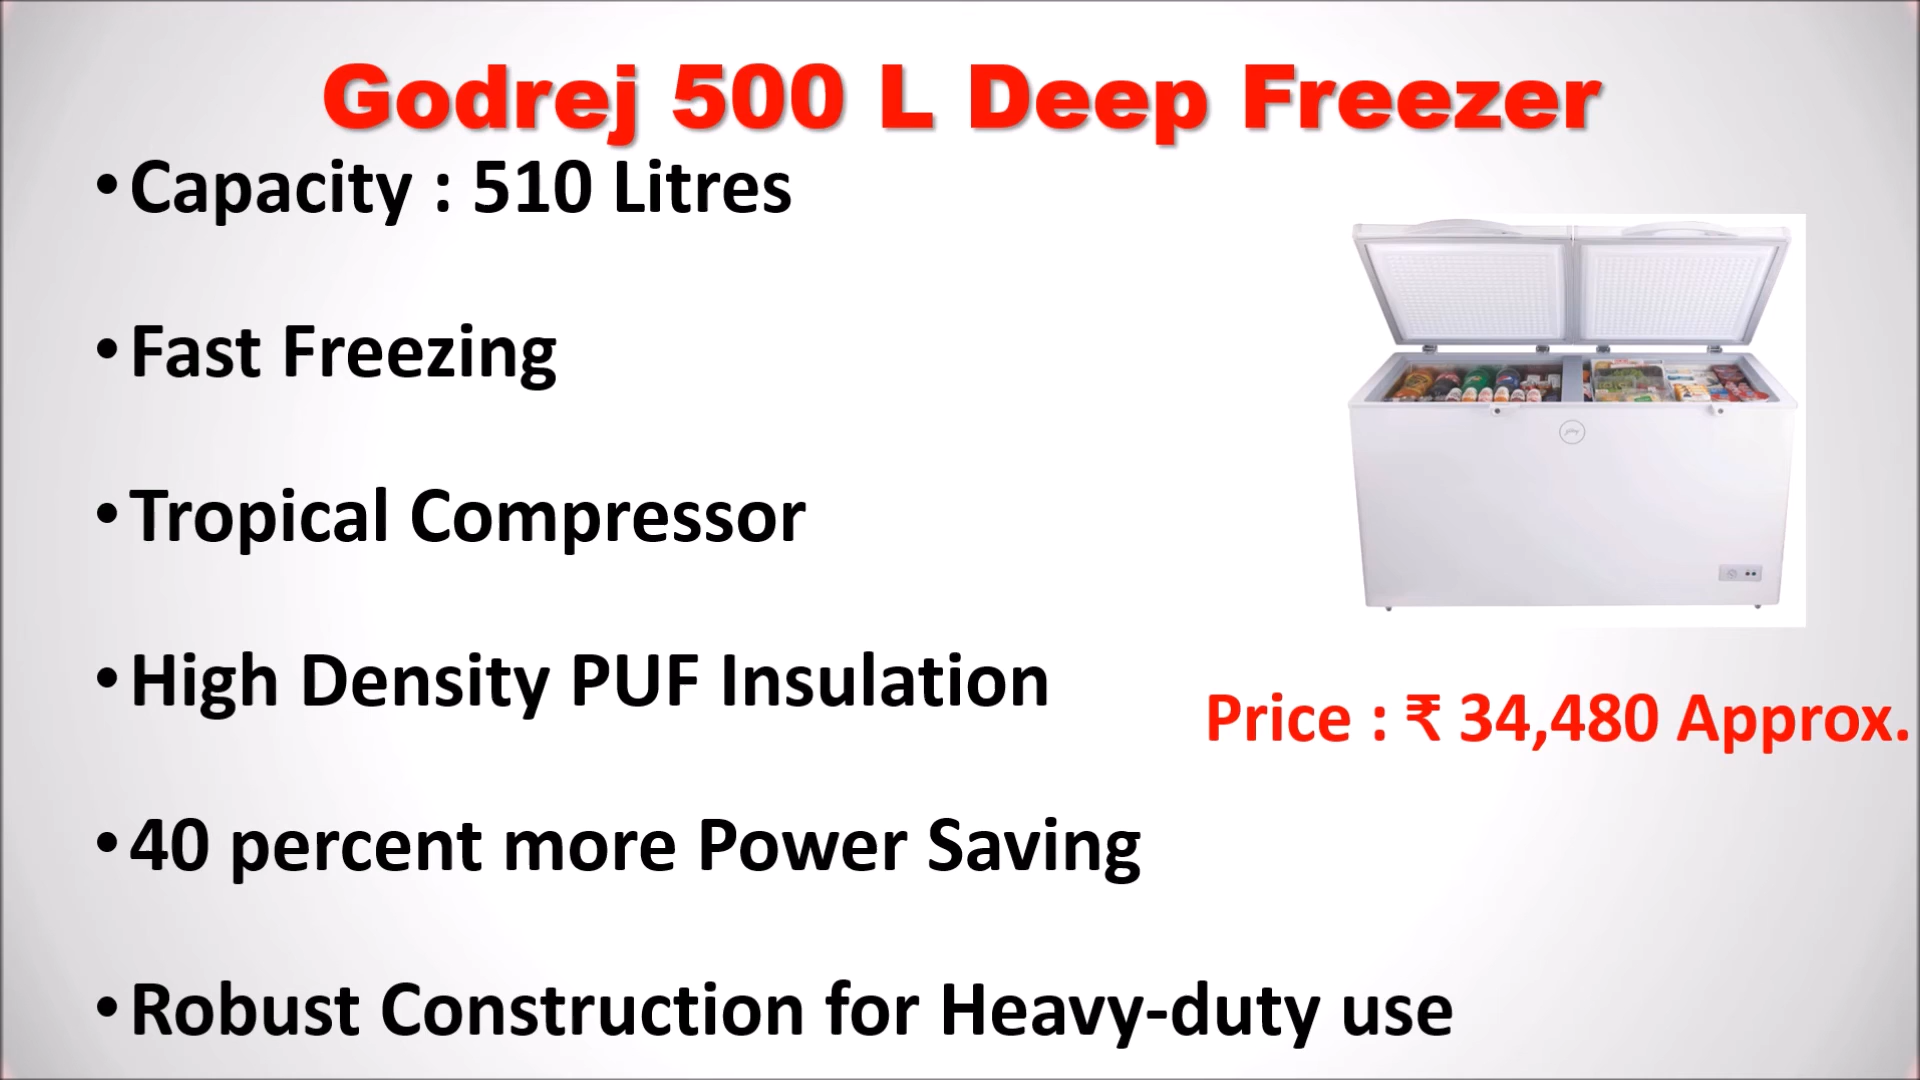 Godrej 500 L Deep Freezer
•Capacity : 510 Litres
•Fast Freezing
•Tropical Compressor
•High Density PUF Insulation
Price : ₹ 34,480 Approx.
•40 percent more Power Saving
•Robust Construction for Heavy-duty use